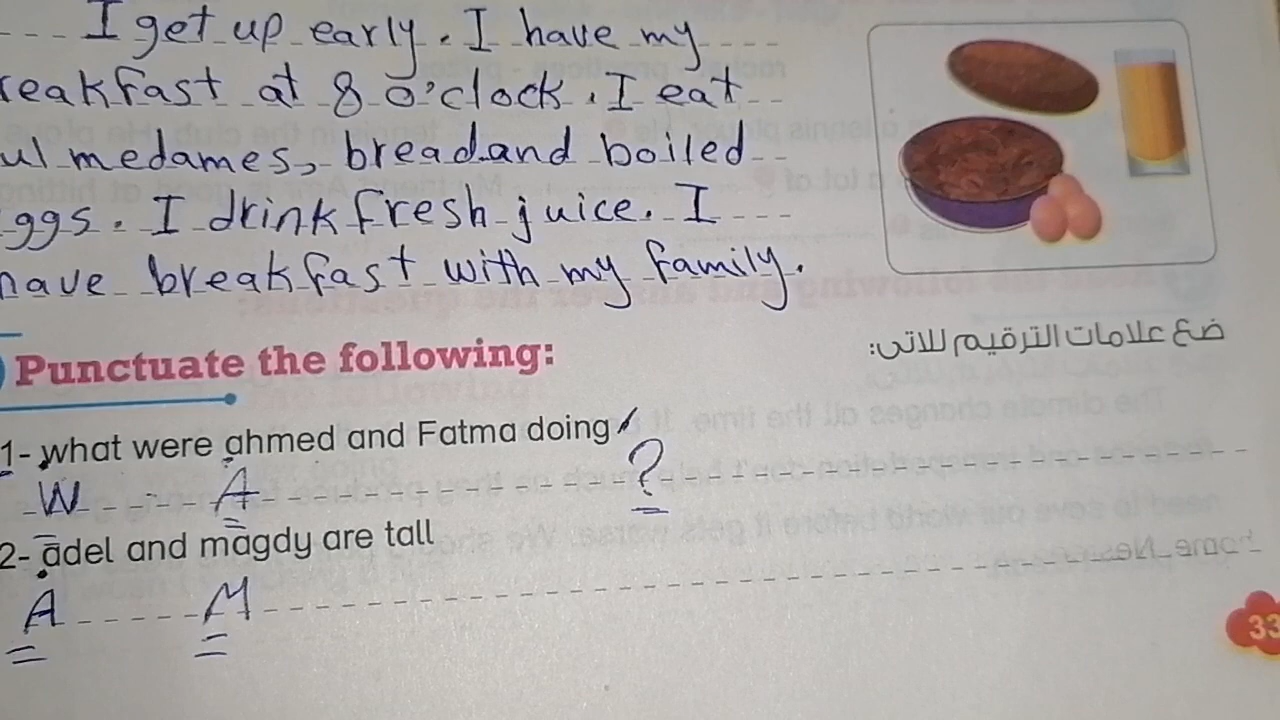 I get up early. I have my
reakfast at 8 o'clock. I eat
ul medames, bread and boiled
ggs. I drink fresh juice. I
have breakfast with my family.
Punctuate the following:
ضع علامات الترقيم للاتى:
1- what were ahmed and Fatma doing
W A ?
2- adel and magdy are tall
A M
33